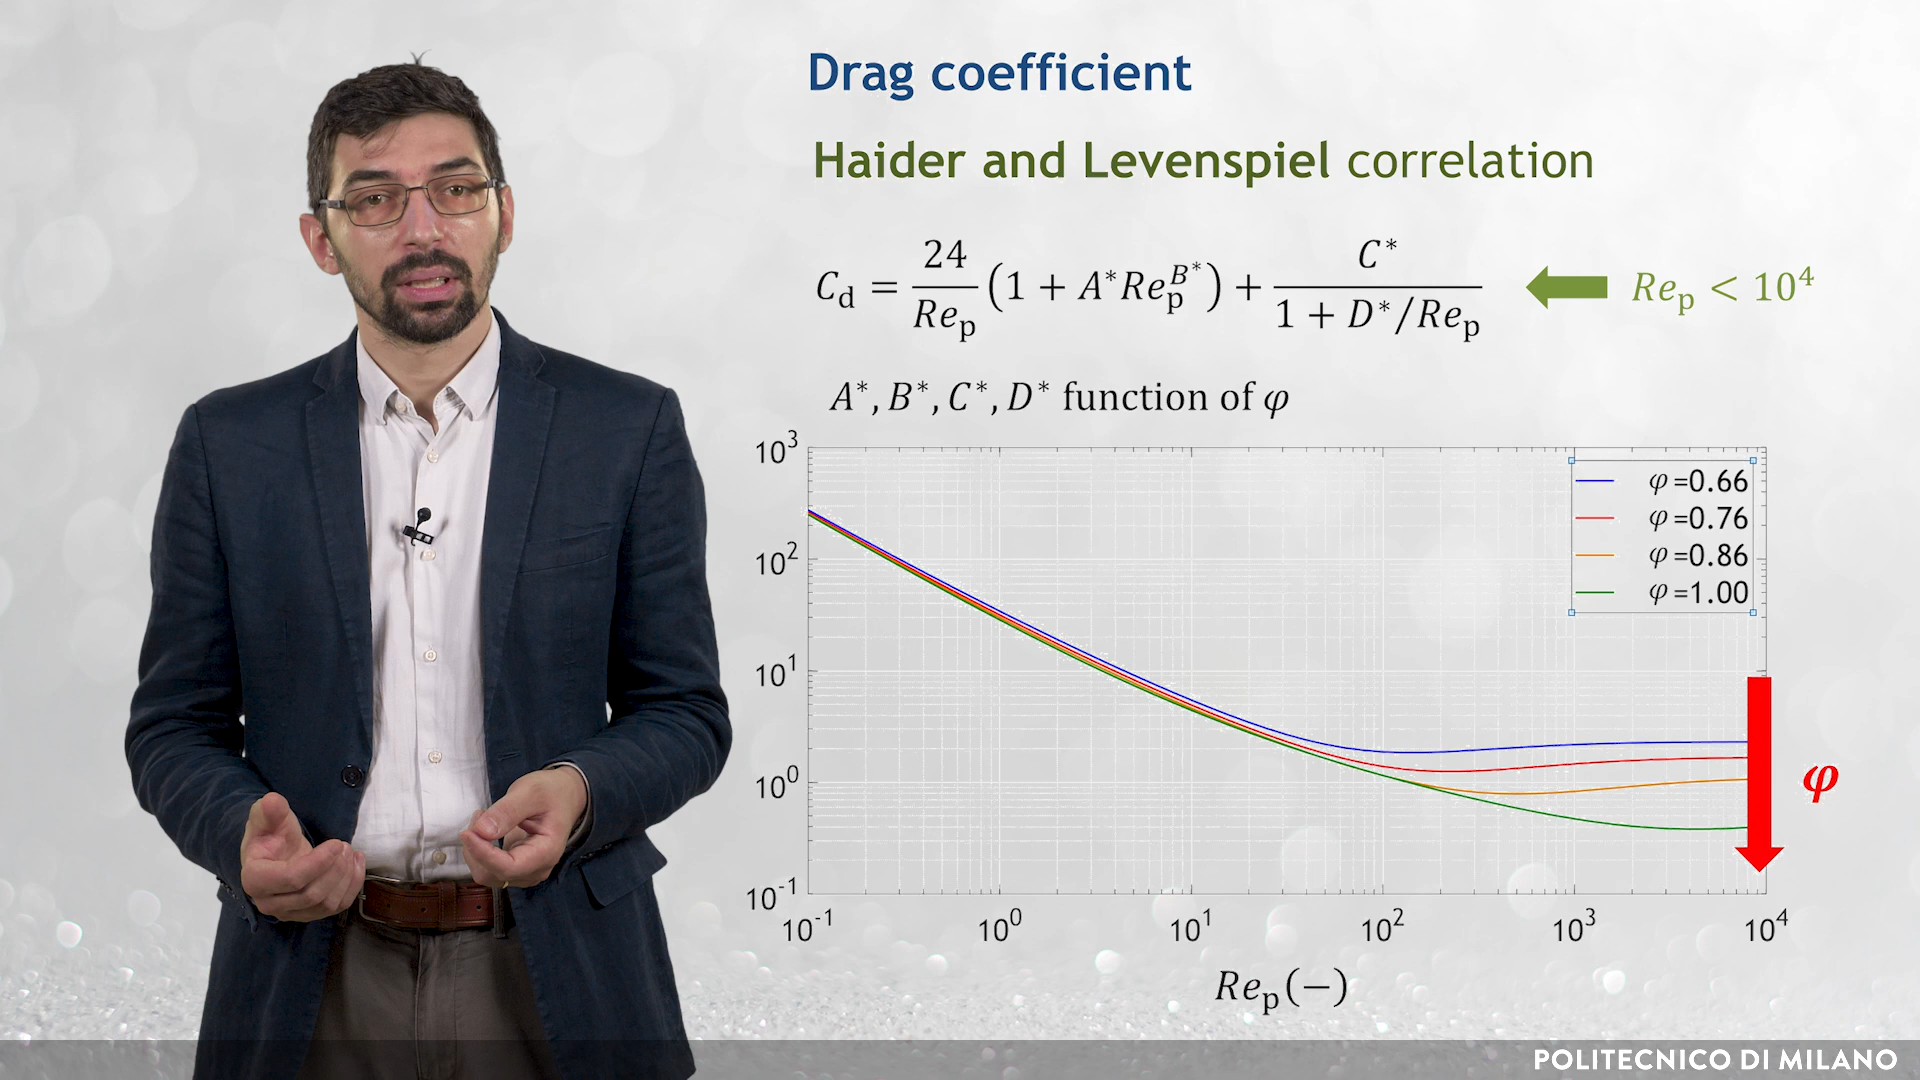 Drag coefficient
Haider and Levenspiel correlation
C_d = 24/Re_p (1 + A* Re_p^B*) + C*/(1 + D*/Re_p)
Re_p < 10^4
A*, B*, C*, D* function of φ
10^3
10^2
10^1
10^0
10^-1
φ=0.66
φ=0.76
φ=0.86
φ=1.00
φ
10^-1 10^0 10^1 10^2 10^3 10^4
Re_p(−)
POLITECNICO DI MILANO